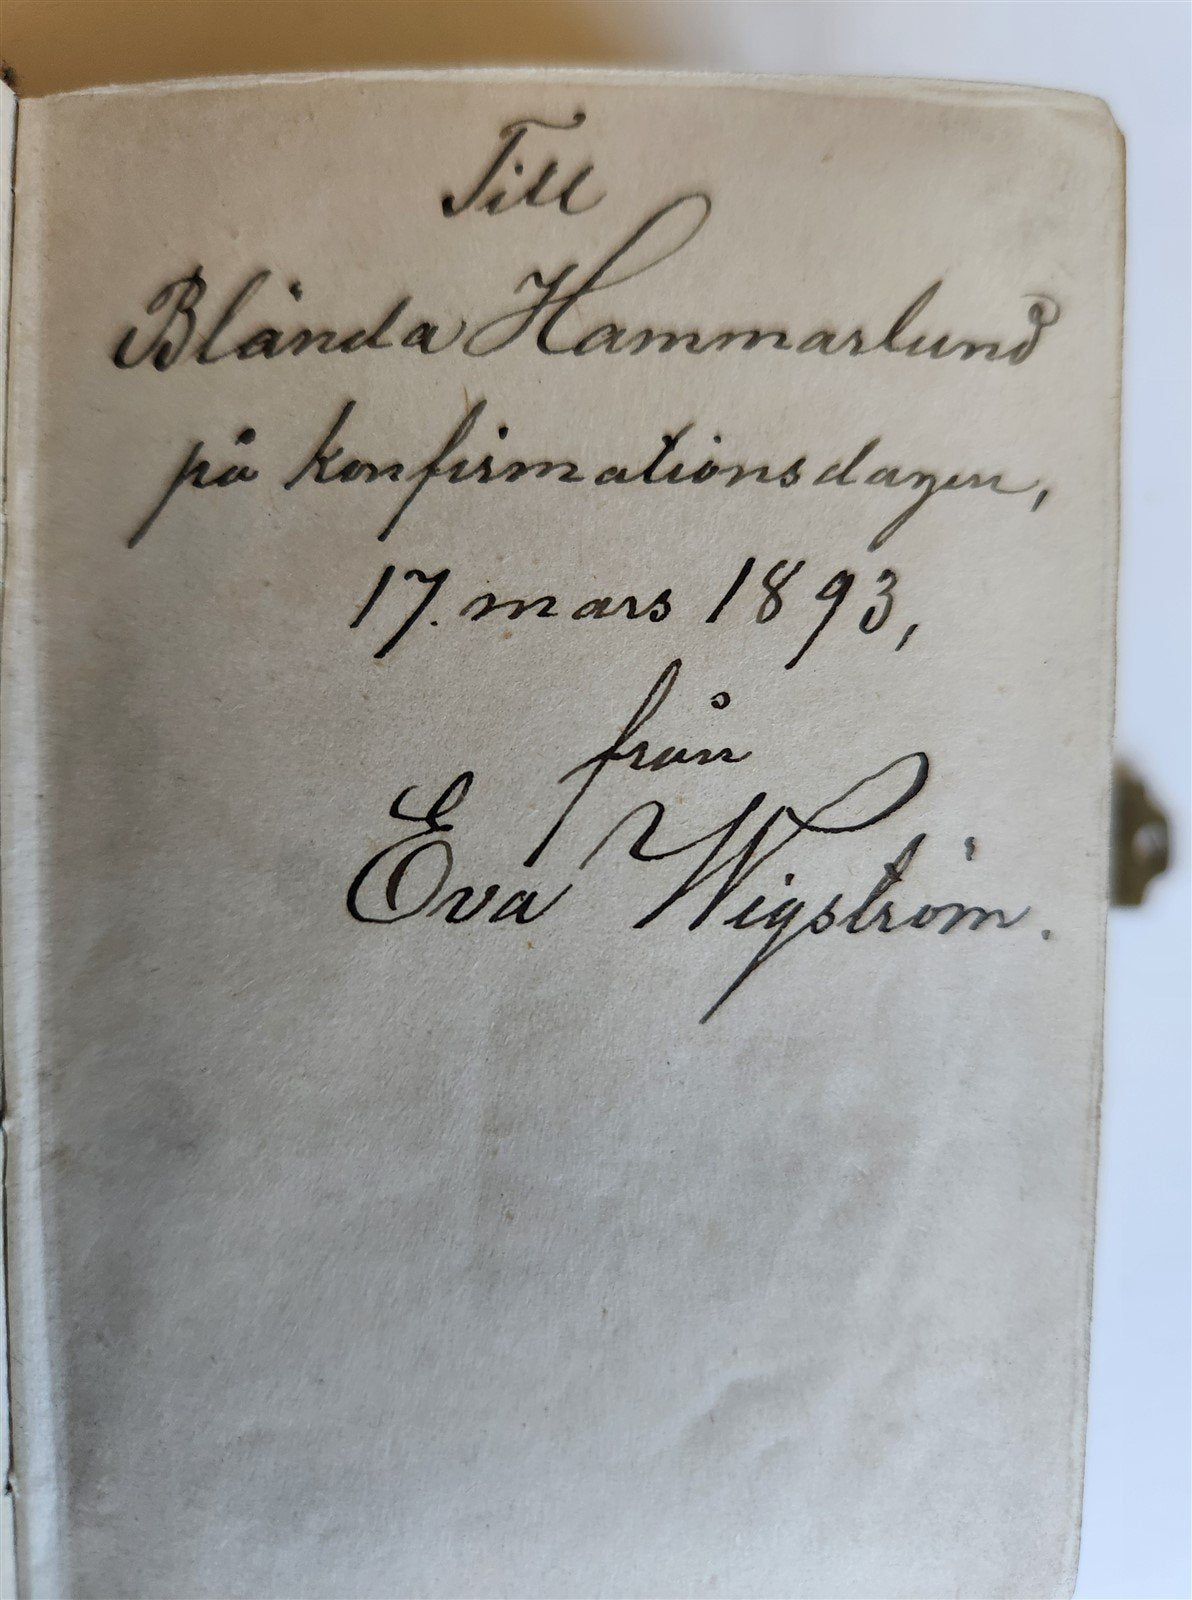 Till
Blända Hammarlund
på konfirmationsdagen,
17. mars 1893,
från
Eva Wigström.